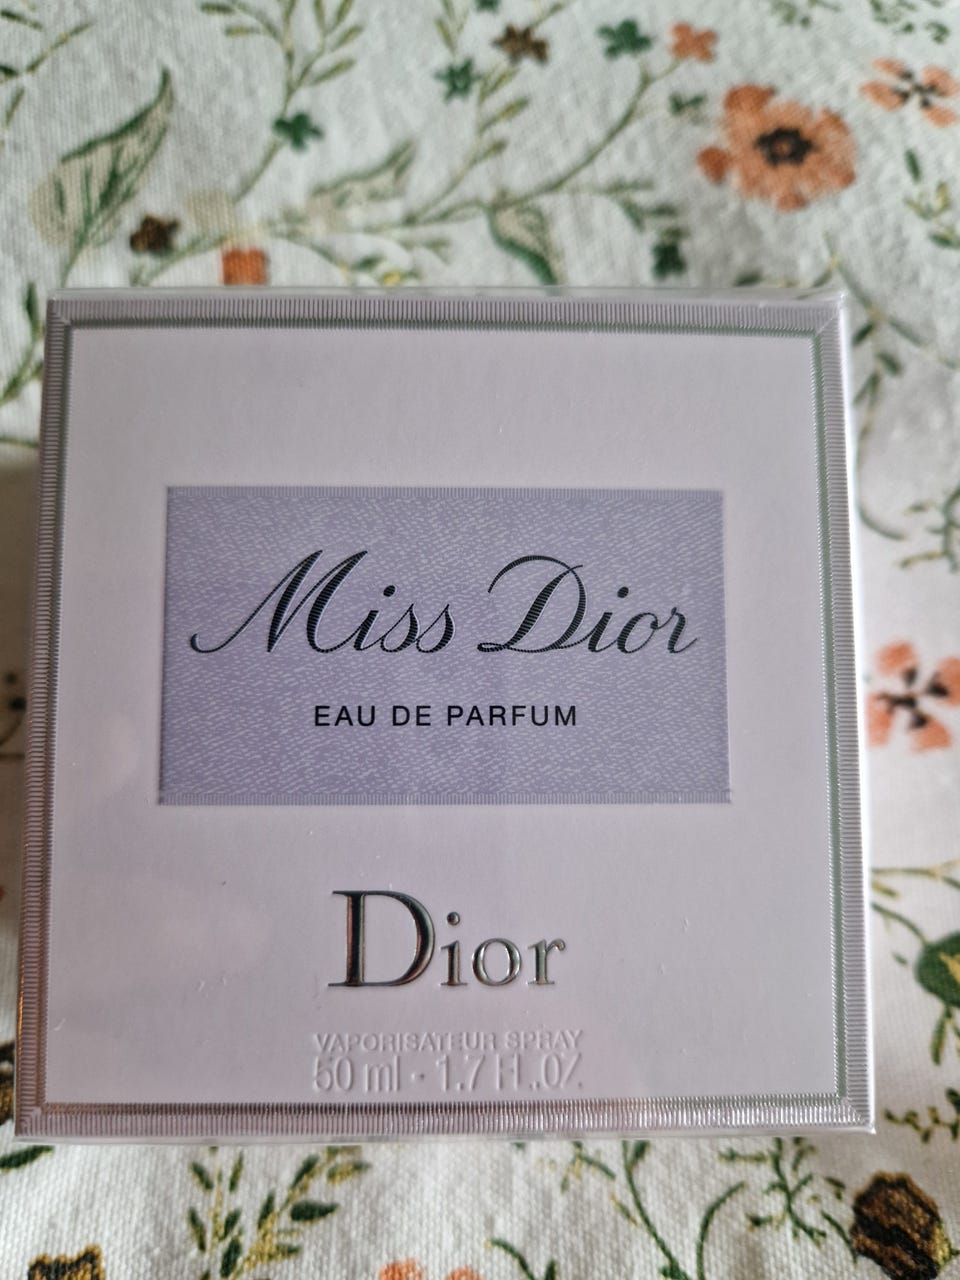 Miss Dior
EAU DE PARFUM
Dior
VAPORISATEUR SPRAY
50 ml · 1.7 FL.OZ